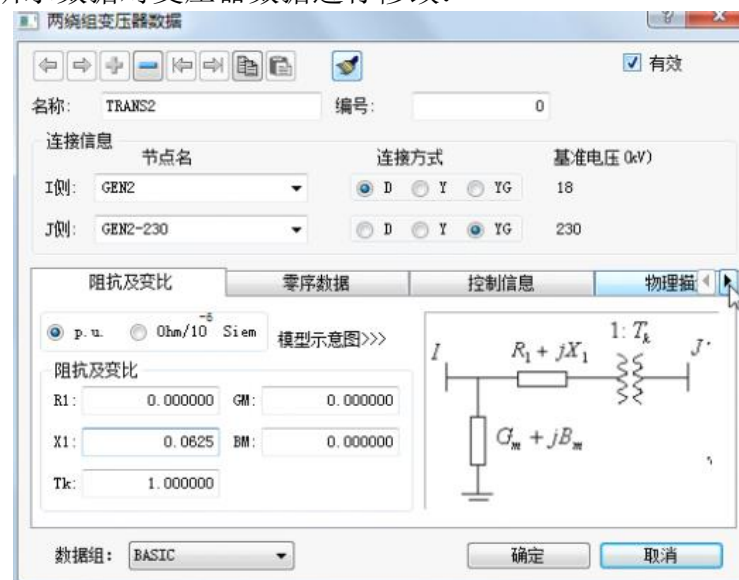 两绕组变压器数据
有效
名称: TRANS2 编号: 0
连接信息
节点名 连接方式 基准电压(kV)
I侧: GEN2 D Y YG 18
J侧: GEN2-230 D Y YG 230
阻抗及变比 零序数据 控制信息 物理描
p.u. Ohm/10⁻⁶ Siem 模型示意图>>>
阻抗及变比
R1: 0.000000 GM: 0.000000
X1: 0.0625 BM: 0.000000
Tk: 1.000000
I R₁ + jX₁ 1: Tₖ J
Gₘ + jBₘ
数据组: BASIC 确定 取消